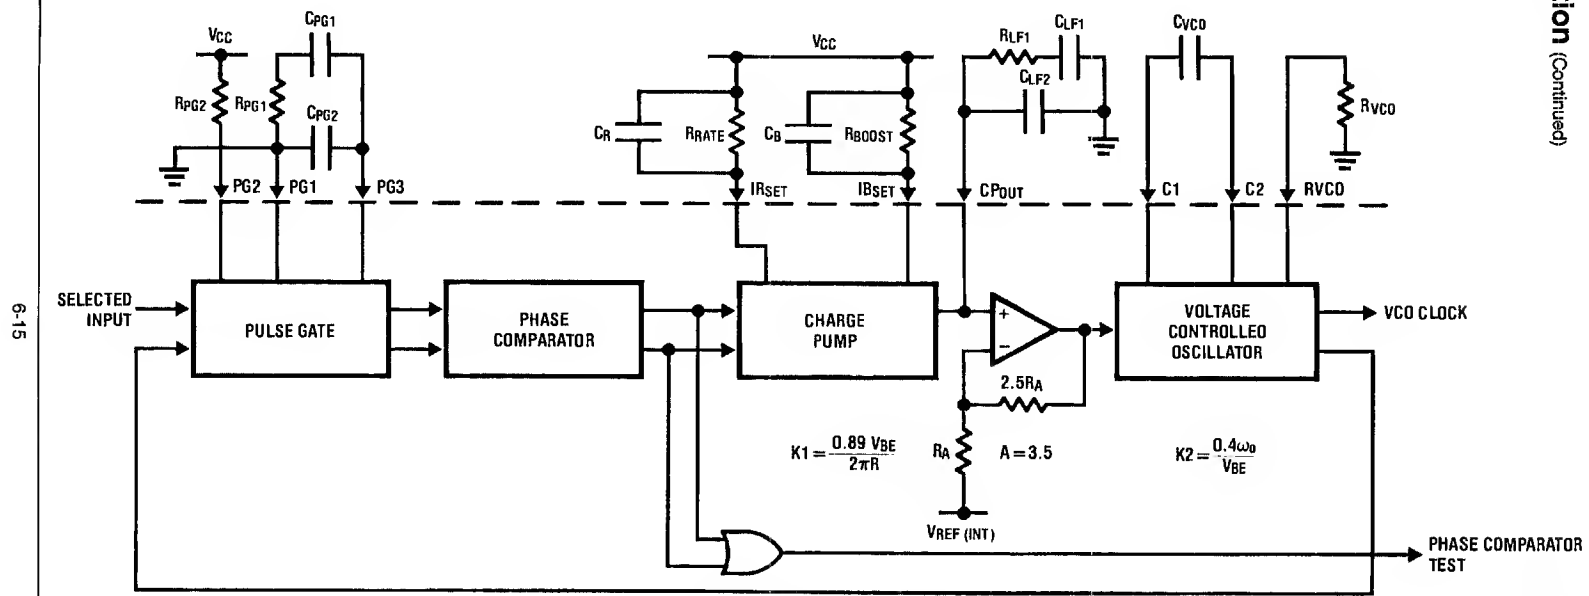 tion (Continued)
6-15
VCC
CPG1
RPG2
RPG1
CPG2
PG2
PG1
PG3
VCC
CR
RRATE
CB
RBOOST
IRSET
IBSET
RLF1
CLF1
CLF2
CPOUT
CVCO
C1
C2
RVCO
RVCO
SELECTED
INPUT
PULSE GATE
PHASE
COMPARATOR
CHARGE
PUMP
+
−
2.5RA
RA
A=3.5
VREF (INT)
VOLTAGE
CONTROLLED
OSCILLATOR
VCO CLOCK
K1 = 0.89 VBE / 2πR
K2 = 0.4ω0 / VBE
PHASE COMPARATOR
TEST